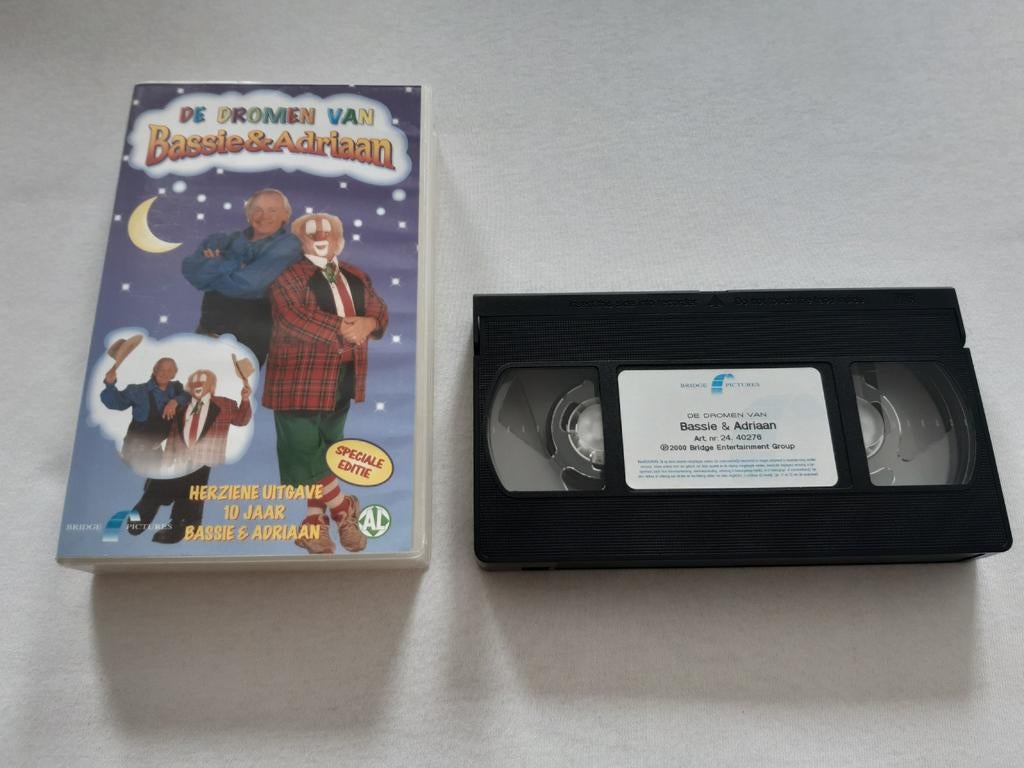 DE DROMEN VAN
Bassie&Adriaan
SPECIALE
EDITIE
HERZIENE UITGAVE
10 JAAR
BASSIE & ADRIAAN
BRIDGE PICTURES
AL
BRIDGE PICTURES
DE DROMEN VAN
Bassie & Adriaan
Art. nr. 24. 40276
℗2000 Bridge Entertainment Group